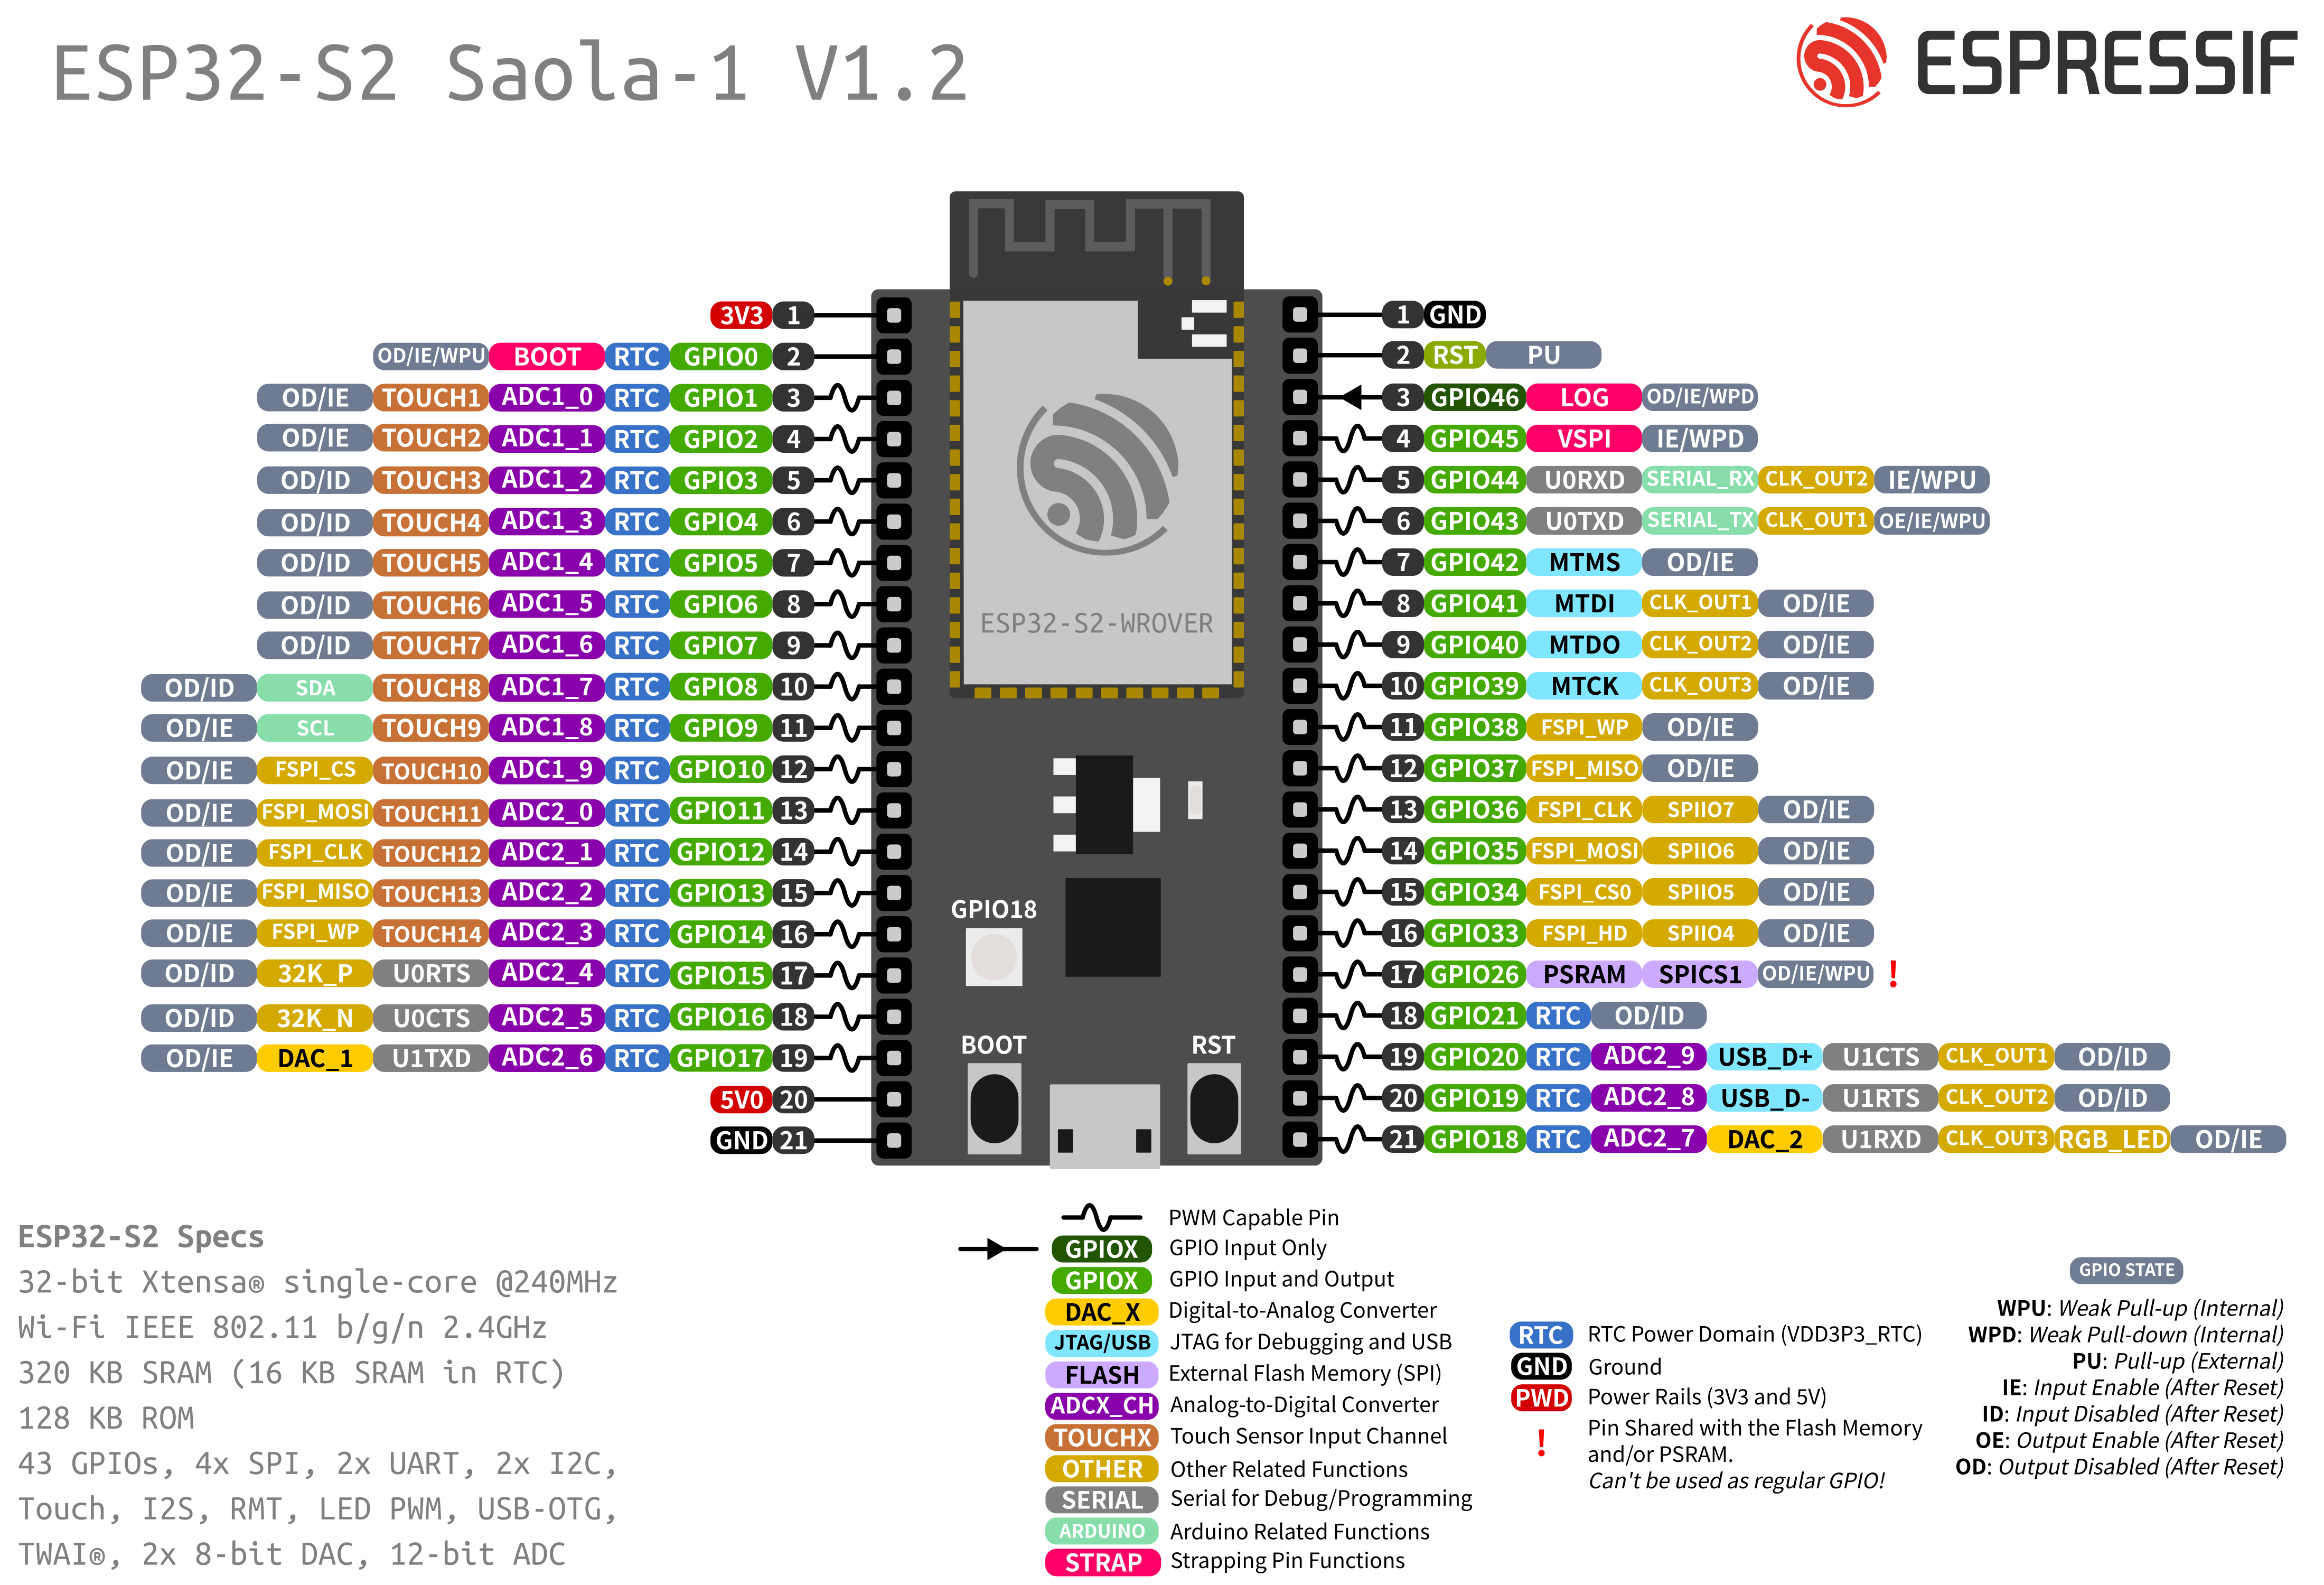 ESP32-S2 Saola-1 V1.2
ESPRESSIF
3V3 1
OD/IE/WPU BOOT RTC GPIO0 2
OD/IE TOUCH1 ADC1_0 RTC GPIO1 3
OD/IE TOUCH2 ADC1_1 RTC GPIO2 4
OD/ID TOUCH3 ADC1_2 RTC GPIO3 5
OD/ID TOUCH4 ADC1_3 RTC GPIO4 6
OD/ID TOUCH5 ADC1_4 RTC GPIO5 7
OD/ID TOUCH6 ADC1_5 RTC GPIO6 8
OD/ID TOUCH7 ADC1_6 RTC GPIO7 9
OD/ID SDA TOUCH8 ADC1_7 RTC GPIO8 10
OD/IE SCL TOUCH9 ADC1_8 RTC GPIO9 11
OD/IE FSPI_CS TOUCH10 ADC1_9 RTC GPIO10 12
OD/IE FSPI_MOSI TOUCH11 ADC2_0 RTC GPIO11 13
OD/IE FSPI_CLK TOUCH12 ADC2_1 RTC GPIO12 14
OD/IE FSPI_MISO TOUCH13 ADC2_2 RTC GPIO13 15
OD/IE FSPI_WP TOUCH14 ADC2_3 RTC GPIO14 16
OD/ID 32K_P U0RTS ADC2_4 RTC GPIO15 17
OD/ID 32K_N U0CTS ADC2_5 RTC GPIO16 18
OD/IE DAC_1 U1TXD ADC2_6 RTC GPIO17 19
5V0 20
GND 21
ESP32-S2-WROVER
GPIO18
BOOT
RST
1 GND
2 RST PU
3 GPIO46 LOG OD/IE/WPD
4 GPIO45 VSPI IE/WPD
5 GPIO44 U0RXD SERIAL_RX CLK_OUT2 IE/WPU
6 GPIO43 U0TXD SERIAL_TX CLK_OUT1 OE/IE/WPU
7 GPIO42 MTMS OD/IE
8 GPIO41 MTDI CLK_OUT1 OD/IE
9 GPIO40 MTDO CLK_OUT2 OD/IE
10 GPIO39 MTCK CLK_OUT3 OD/IE
11 GPIO38 FSPI_WP OD/IE
12 GPIO37 FSPI_MISO OD/IE
13 GPIO36 FSPI_CLK SPIIO7 OD/IE
14 GPIO35 FSPI_MOSI SPIIO6 OD/IE
15 GPIO34 FSPI_CS0 SPIIO5 OD/IE
16 GPIO33 FSPI_HD SPIIO4 OD/IE
17 GPIO26 PSRAM SPICS1 OD/IE/WPU !
18 GPIO21 RTC OD/ID
19 GPIO20 RTC ADC2_9 USB_D+ U1CTS CLK_OUT1 OD/ID
20 GPIO19 RTC ADC2_8 USB_D- U1RTS CLK_OUT2 OD/ID
21 GPIO18 RTC ADC2_7 DAC_2 U1RXD CLK_OUT3 RGB_LED OD/IE
ESP32-S2 Specs
32-bit Xtensa® single-core @240MHz
Wi-Fi IEEE 802.11 b/g/n 2.4GHz
320 KB SRAM (16 KB SRAM in RTC)
128 KB ROM
43 GPIOs, 4x SPI, 2x UART, 2x I2C,
Touch, I2S, RMT, LED PWM, USB-OTG,
TWAI®, 2x 8-bit DAC, 12-bit ADC
PWM Capable Pin
GPIOX GPIO Input Only
GPIOX GPIO Input and Output
DAC_X Digital-to-Analog Converter
JTAG/USB JTAG for Debugging and USB
FLASH External Flash Memory (SPI)
ADCX_CH Analog-to-Digital Converter
TOUCHX Touch Sensor Input Channel
OTHER Other Related Functions
SERIAL Serial for Debug/Programming
ARDUINO Arduino Related Functions
STRAP Strapping Pin Functions
RTC RTC Power Domain (VDD3P3_RTC)
GND Ground
PWD Power Rails (3V3 and 5V)
! Pin Shared with the Flash Memory
and/or PSRAM.
Can't be used as regular GPIO!
GPIO STATE
WPU: Weak Pull-up (Internal)
WPD: Weak Pull-down (Internal)
PU: Pull-up (External)
IE: Input Enable (After Reset)
ID: Input Disabled (After Reset)
OE: Output Enable (After Reset)
OD: Output Disabled (After Reset)